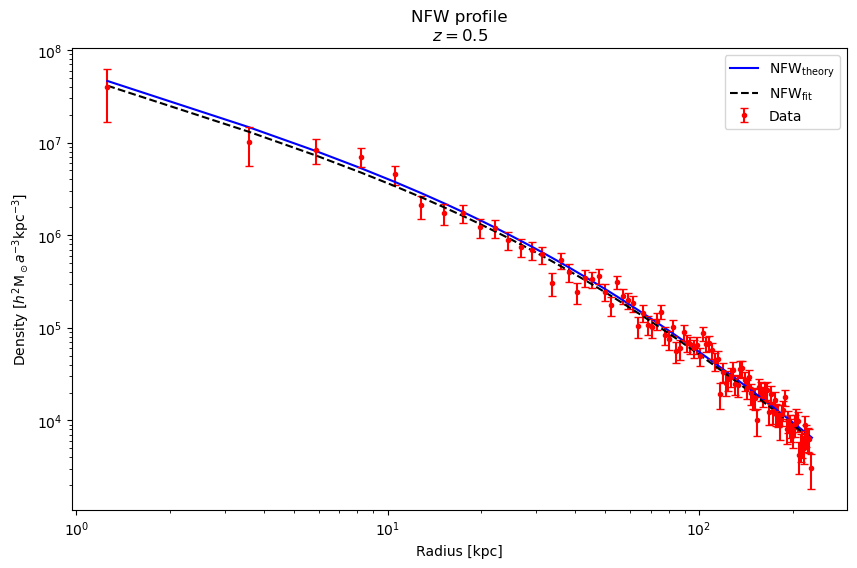 NFW profile
z = 0.5
NFW_theory
NFW_fit
Data
Density [h^2 M_⊙ a^−3 kpc^−3]
10^8
10^7
10^6
10^5
10^4
10^0
10^1
10^2
Radius [kpc]